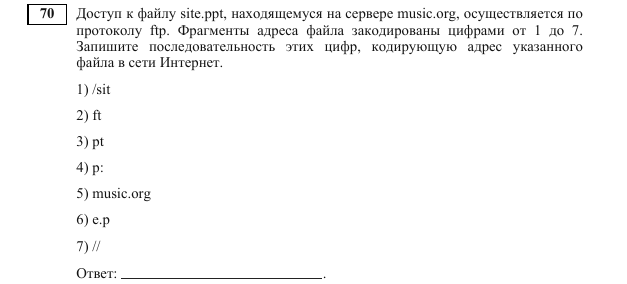 70 Доступ к файлу site.ppt, находящемуся на сервере music.org, осуществляется по
протоколу ftp. Фрагменты адреса файла закодированы цифрами от 1 до 7.
Запишите последовательность этих цифр, кодирующую адрес указанного
файла в сети Интернет.
1) /sit
2) ft
3) pt
4) p:
5) music.org
6) e.p
7) //
Ответ: ______________________________.